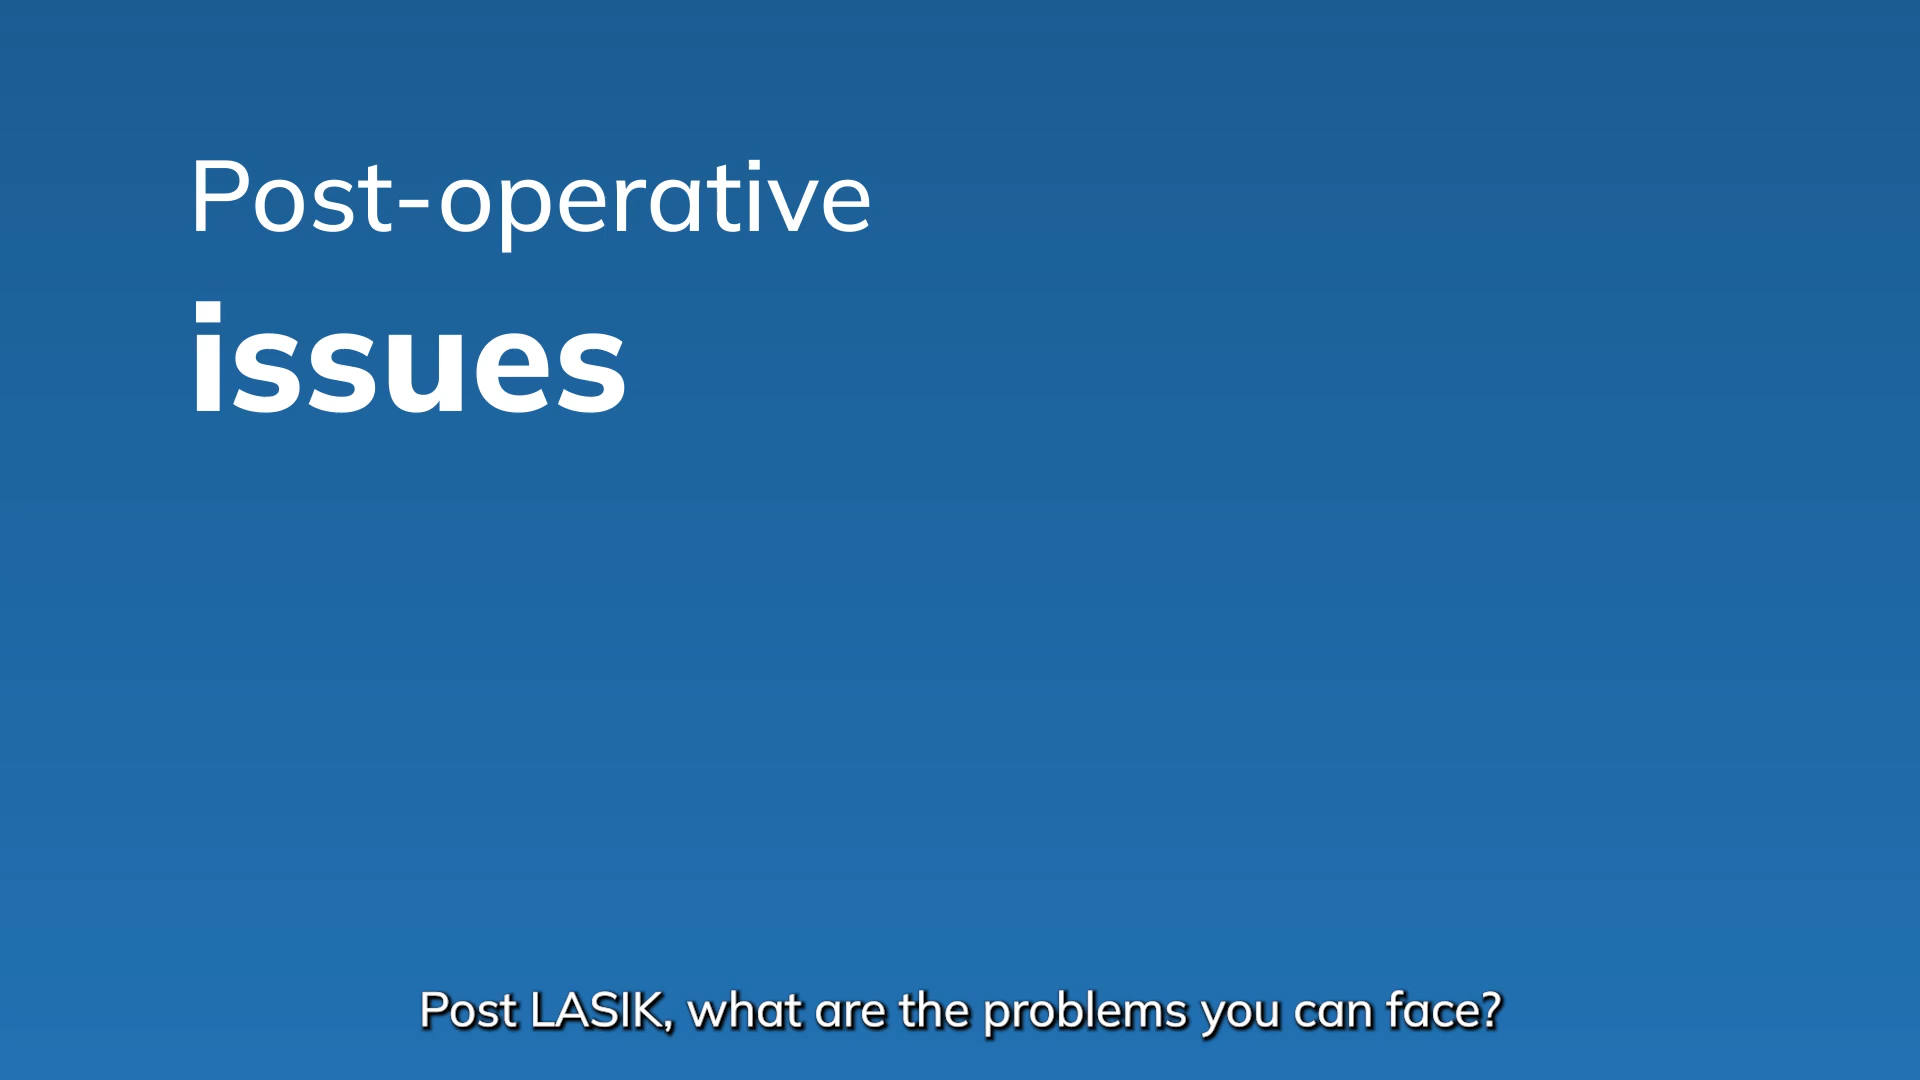 Post-operative
issues
Post LASIK, what are the problems you can face?